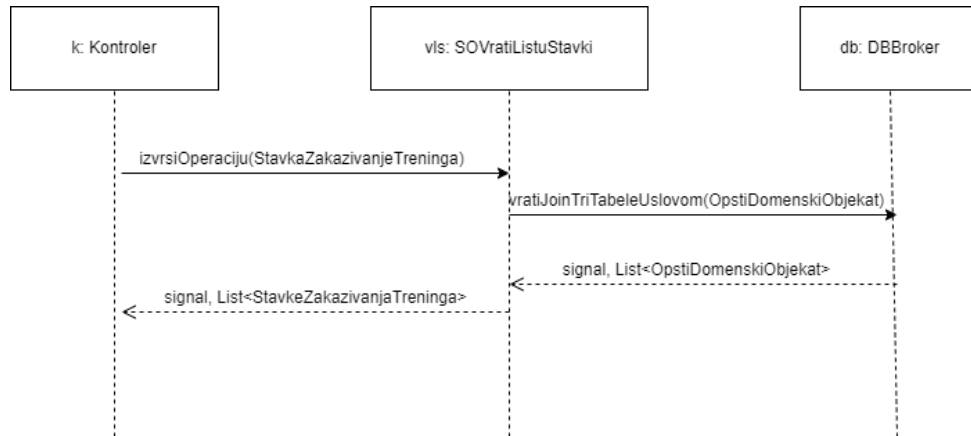 k: Kontroler
vls: SOVratiListuStavki
db: DBBroker
izvrsiOperaciju(StavkaZakazivanjeTreninga)
vratiJoinTriTabeleUslovom(OpstiDomenskiObjekat)
signal, List<OpstiDomenskiObjekat>
signal, List<StavkeZakazivanjaTreninga>